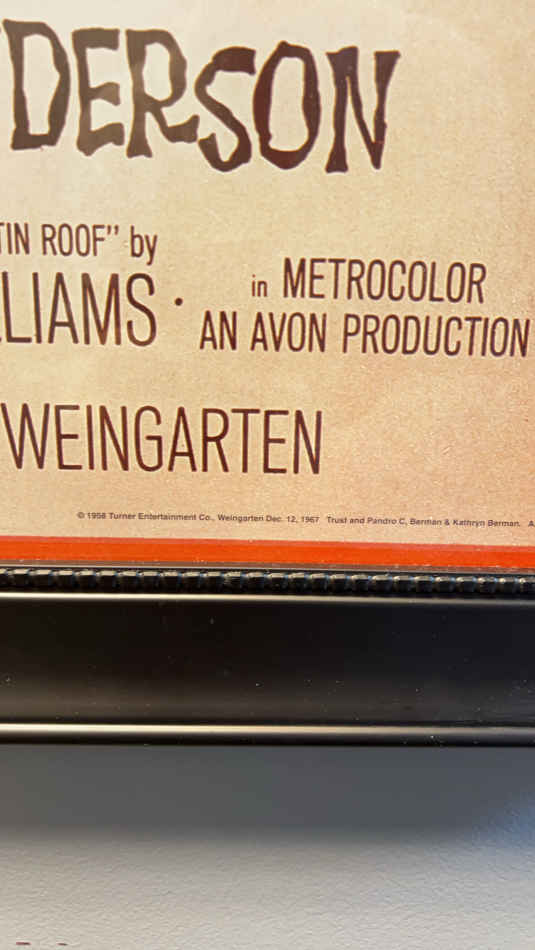 DERSON
TIN ROOF" by
LLIAMS · in METROCOLOR
AN AVON PRODUCTION
WEINGARTEN
© 1958 Turner Entertainment Co., Weingarten Dec. 12, 1967 Trust and Pandro C, Berman & Kathryn Berman. A